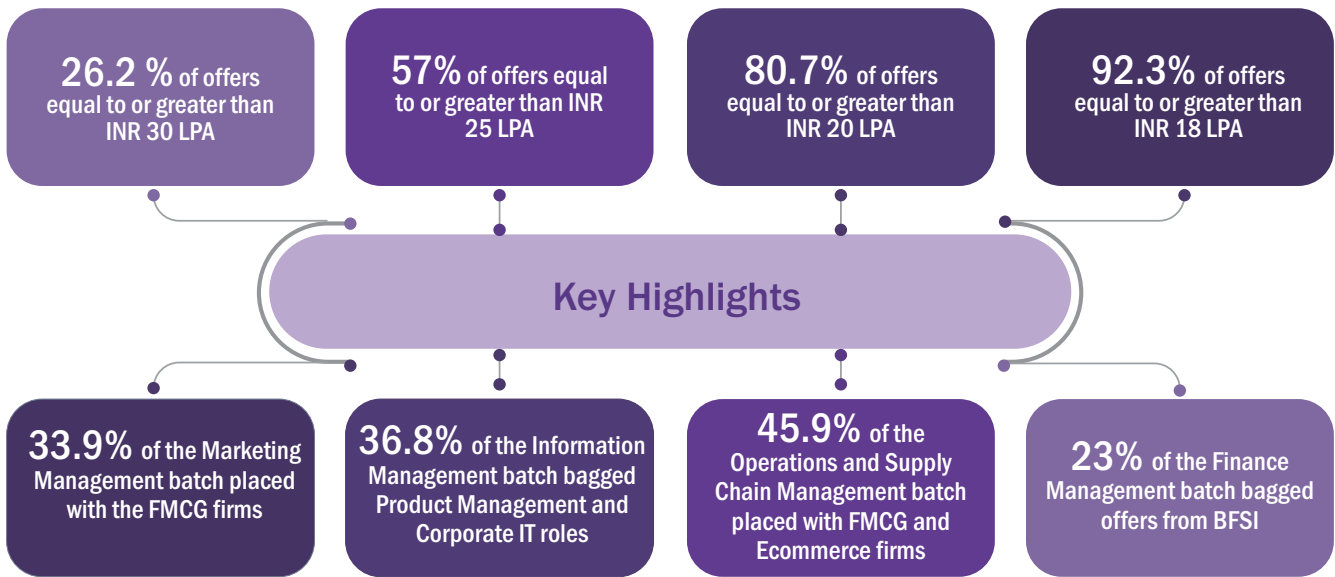 26.2 % of offers
equal to or greater than
INR 30 LPA
57% of offers equal
to or greater than INR
25 LPA
80.7% of offers
equal to or greater than
INR 20 LPA
92.3% of offers
equal to or greater than
INR 18 LPA
Key Highlights
33.9% of the Marketing
Management batch placed
with the FMCG firms
36.8% of the Information
Management batch bagged
Product Management and
Corporate IT roles
45.9% of the
Operations and Supply
Chain Management batch
placed with FMCG and
Ecommerce firms
23% of the Finance
Management batch bagged
offers from BFSI